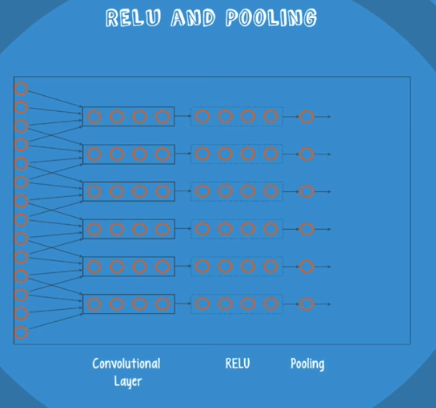 RELU AND POOLING
Convolutional RELU Pooling
Layer